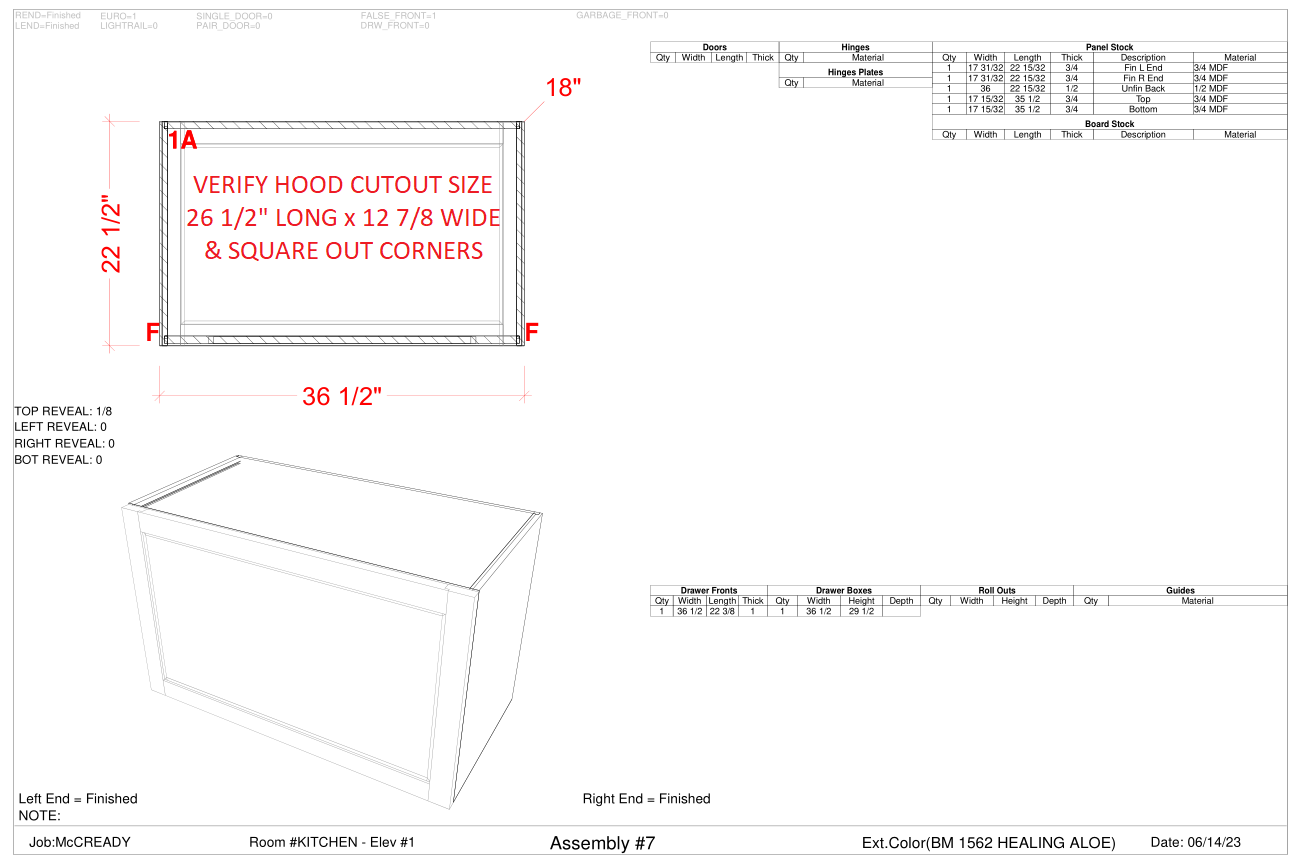 REND=Finished EURO=1 SINGLE_DOOR=0 FALSE_FRONT=1 GARBAGE_FRONT=0
LEND=Finished LIGHTRAIL=0 PAIR_DOOR=0 DRW_FRONT=0
Doors Hinges Panel Stock
Qty Width Length Thick Qty Material Qty Width Length Thick Description Material
1 17 31/32 22 15/32 3/4 Fin L End 3/4 MDF
Hinges Plates 1 17 31/32 22 15/32 3/4 Fin R End 3/4 MDF
Qty Material 1 36 22 15/32 1/2 Unfin Back 1/2 MDF
1 17 15/32 35 1/2 3/4 Top 3/4 MDF
1 17 15/32 35 1/2 3/4 Bottom 3/4 MDF
Board Stock
Qty Width Length Thick Description Material
18"
1A
VERIFY HOOD CUTOUT SIZE
26 1/2" LONG x 12 7/8 WIDE
& SQUARE OUT CORNERS
22 1/2"
F F
36 1/2"
TOP REVEAL: 1/8
LEFT REVEAL: 0
RIGHT REVEAL: 0
BOT REVEAL: 0
Drawer Fronts Drawer Boxes Roll Outs Guides
Qty Width Length Thick Qty Width Height Depth Qty Width Height Depth Qty Material
1 36 1/2 22 3/8 1 1 36 1/2 29 1/2
Left End = Finished Right End = Finished
NOTE:
Job:McCREADY Room #KITCHEN - Elev #1 Assembly #7 Ext.Color(BM 1562 HEALING ALOE) Date: 06/14/23